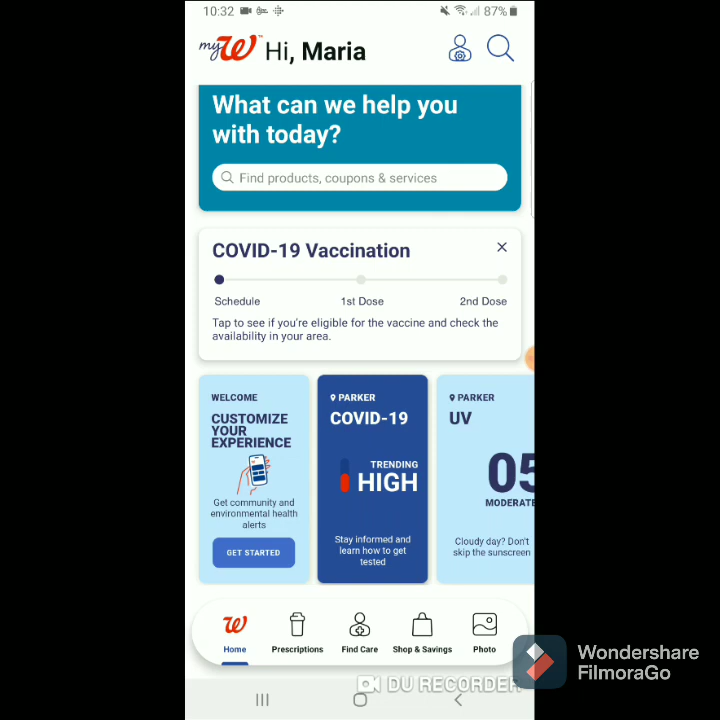 10:32
87%
my W Hi, Maria
What can we help you
with today?
Find products, coupons & services
COVID-19 Vaccination
Schedule 1st Dose 2nd Dose
Tap to see if you're eligible for the vaccine and check the
availability in your area.
WELCOME
CUSTOMIZE
YOUR
EXPERIENCE
Get community and
environmental health
alerts
GET STARTED
PARKER
COVID-19
TRENDING
HIGH
Stay informed and
learn how to get
tested
PARKER
UV
05
MODERATE
Cloudy day? Don't
skip the sunscreen
W
Home Prescriptions Find Care Shop & Savings Photo
DU RECORDER
Wondershare
FilmoraGo